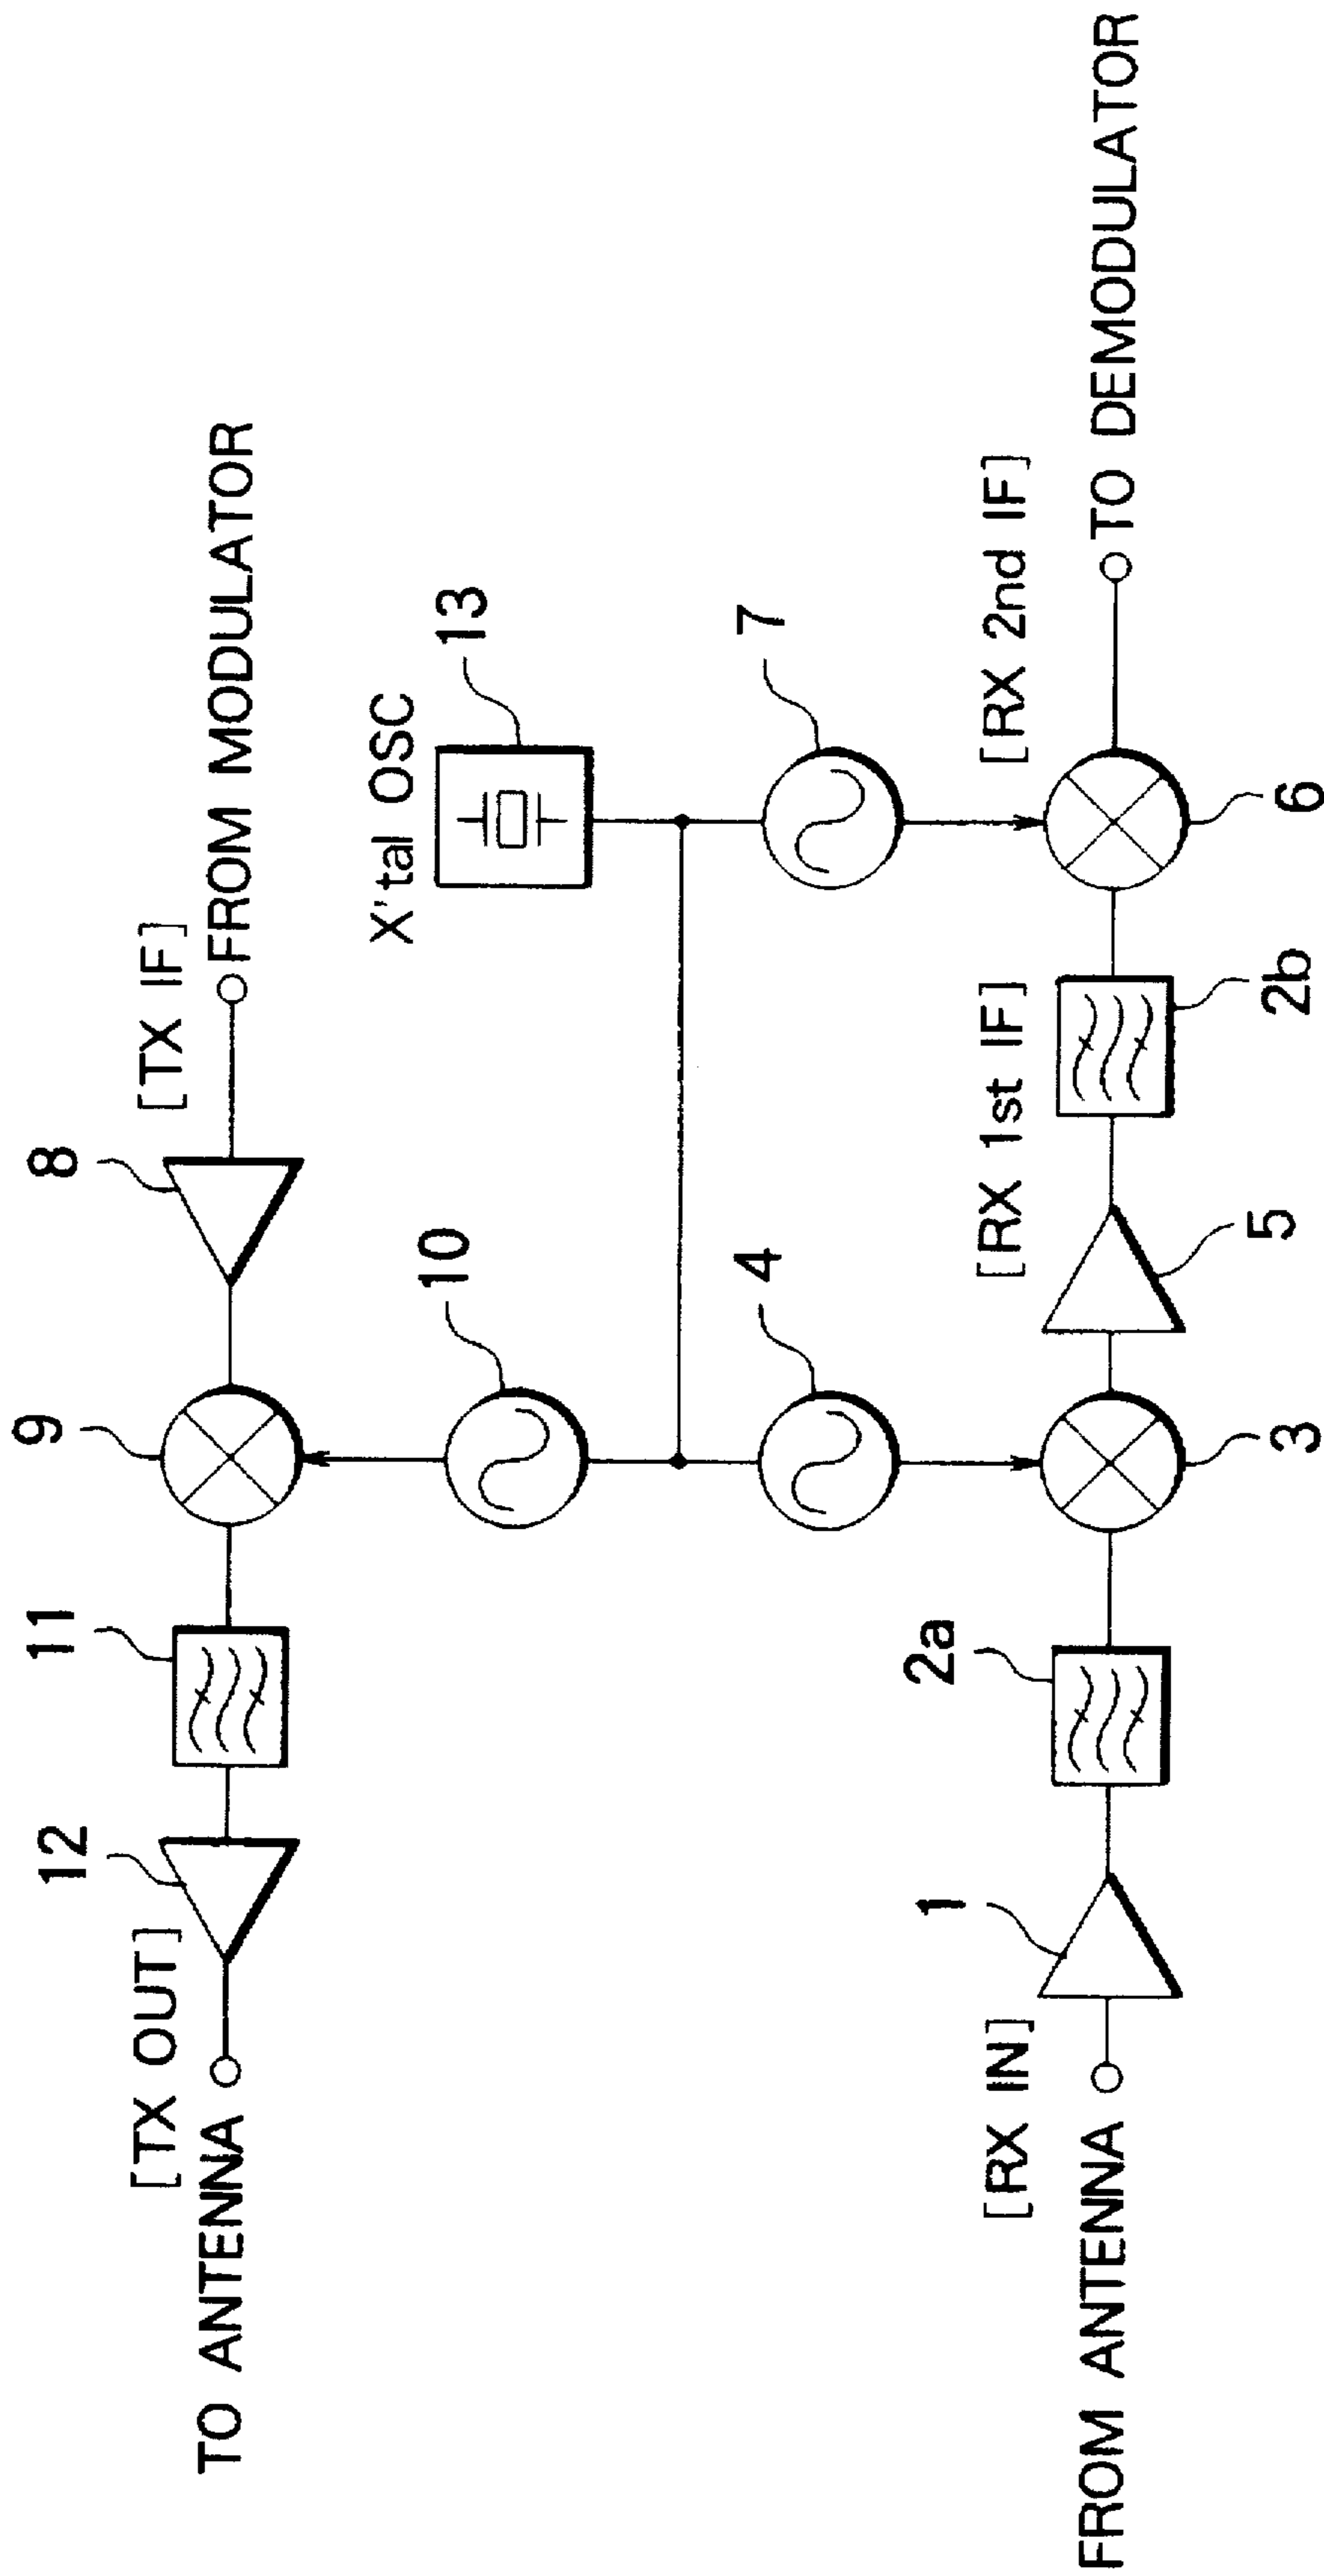 12
11
9
8
[TX OUT]
[TX IF]
TO ANTENNA
FROM MODULATOR
X'tal OSC
13
10
4
7
1
2a
[RX IN]
[RX 1st IF]
[RX 2nd IF]
FROM ANTENNA
TO DEMODULATOR
3
5
2b
6